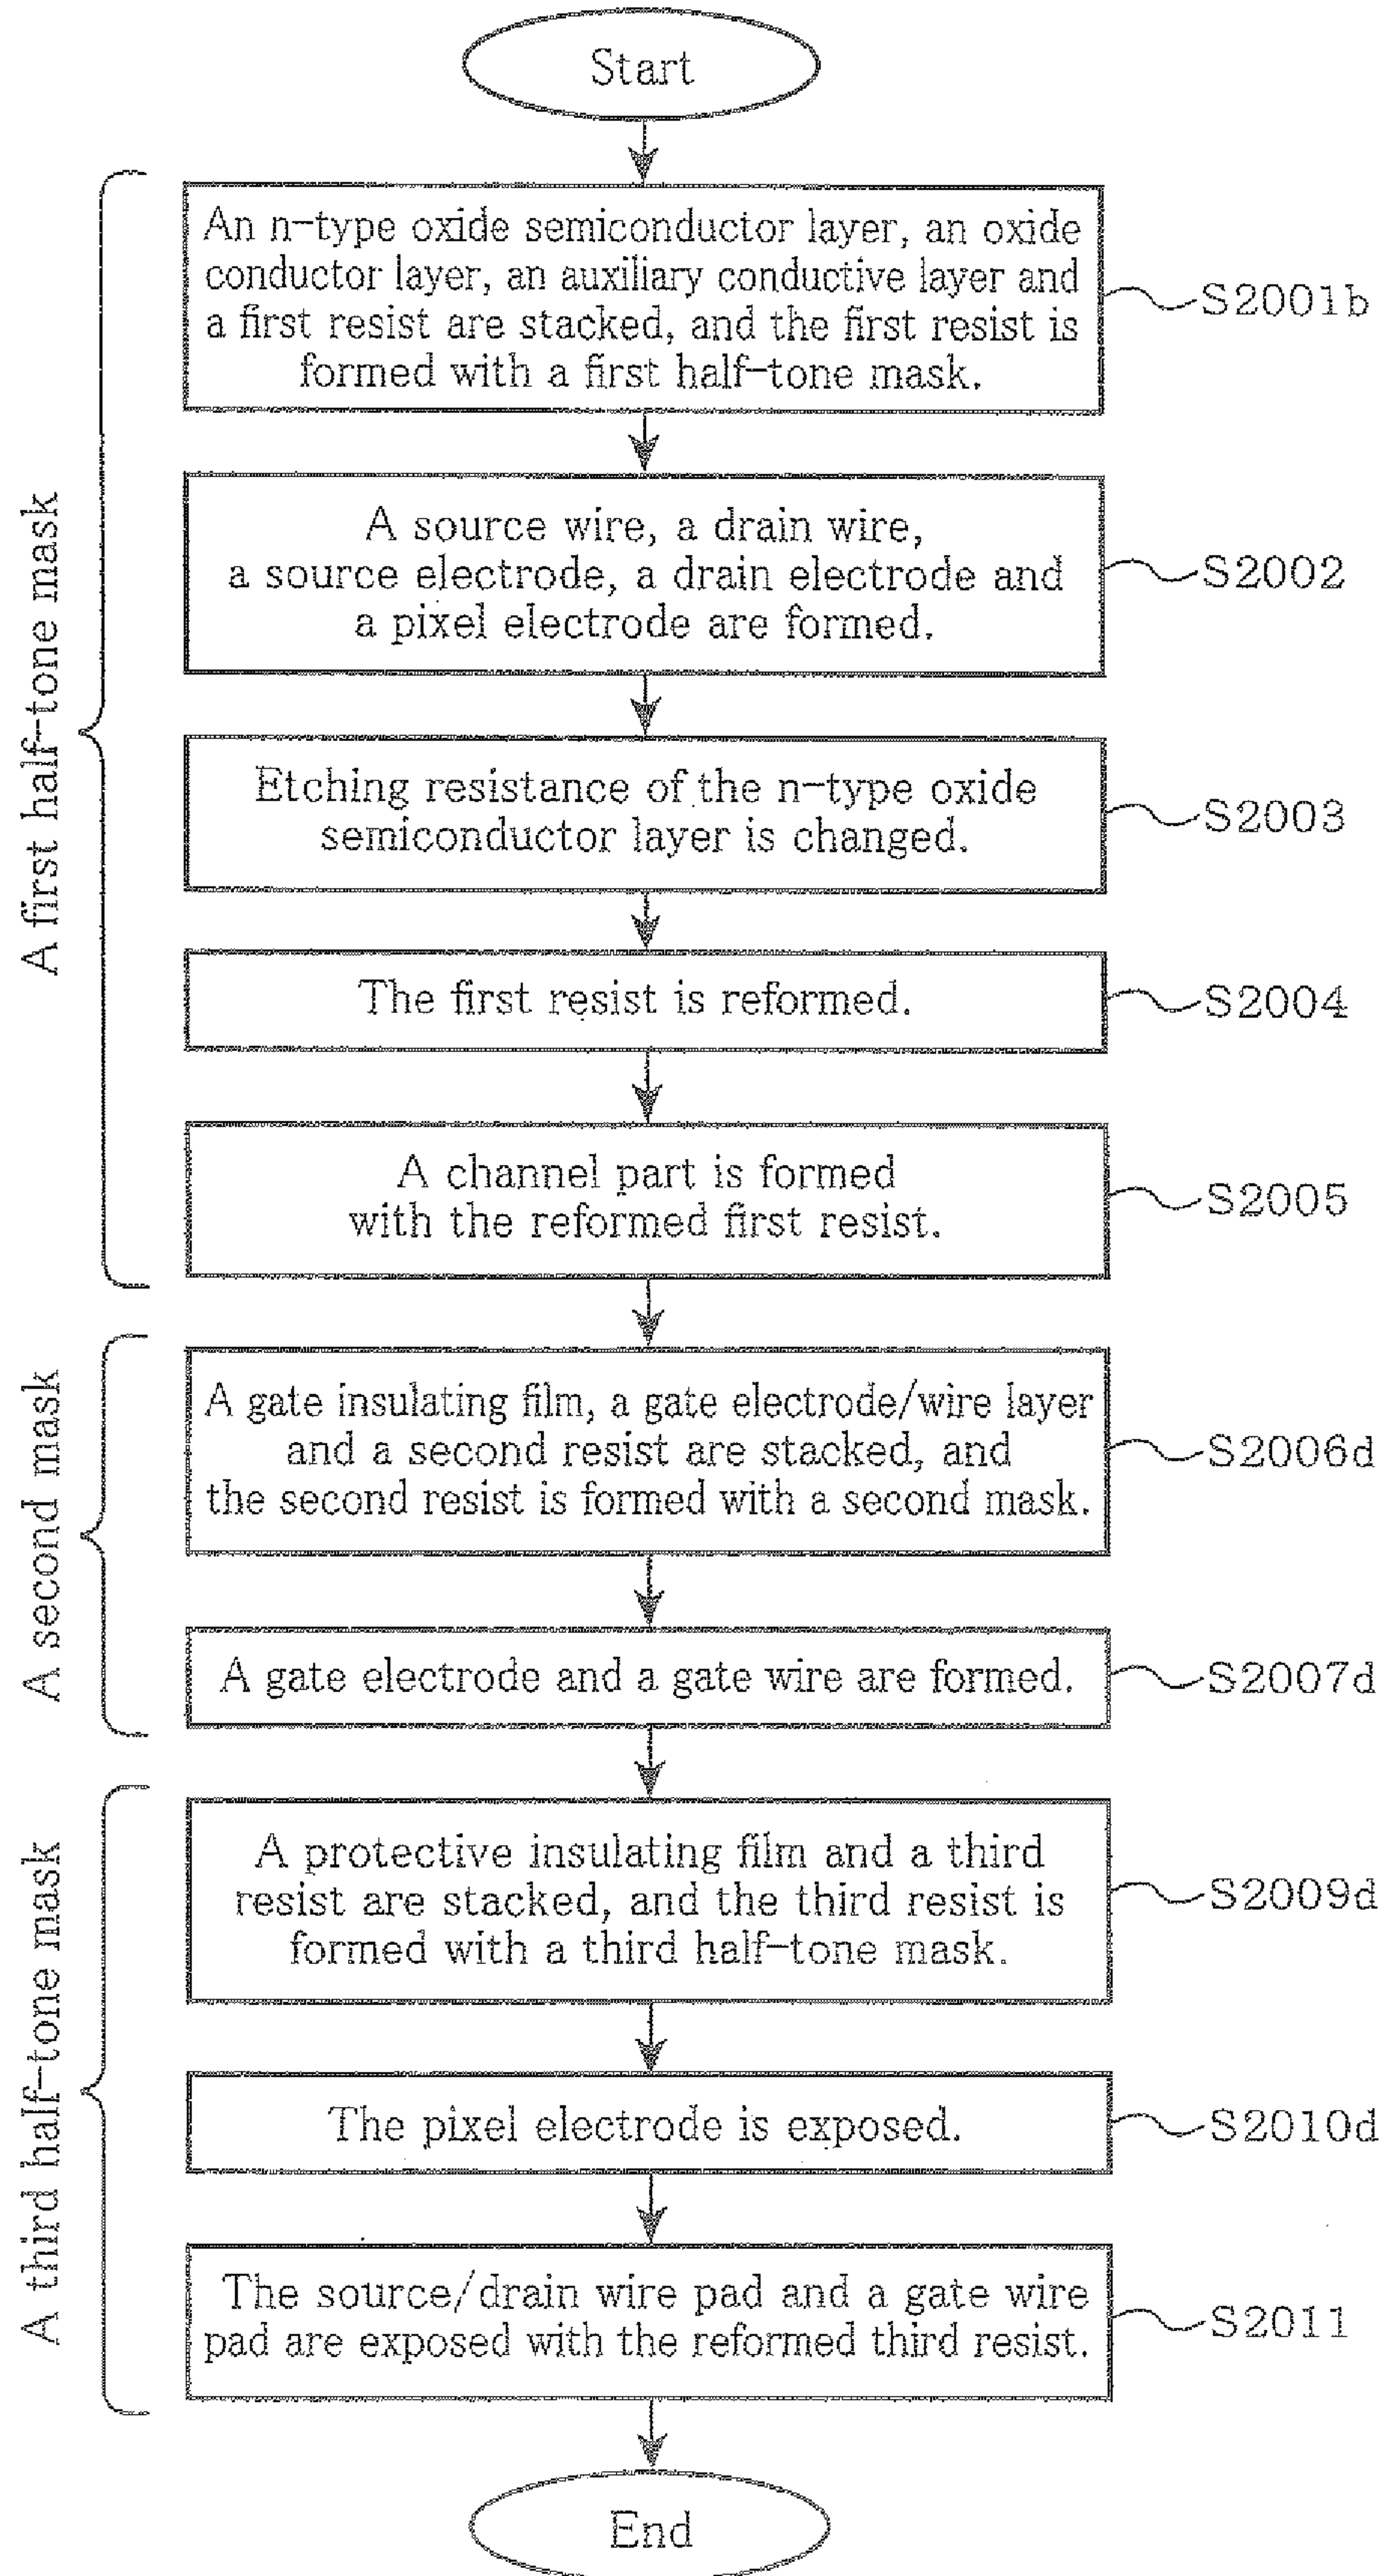 Start
A first half-tone mask
An n-type oxide semiconductor layer, an oxide
conductor layer, an auxiliary conductive layer and
a first resist are stacked, and the first resist is
formed with a first half-tone mask.
S2001b
A source wire, a drain wire,
a source electrode, a drain electrode and
a pixel electrode are formed.
S2002
Etching resistance of the n-type oxide
semiconductor layer is changed.
S2003
The first resist is reformed.
S2004
A channel part is formed
with the reformed first resist.
S2005
A second mask
A gate insulating film, a gate electrode/wire layer
and a second resist are stacked, and
the second resist is formed with a second mask.
S2006d
A gate electrode and a gate wire are formed.
S2007d
A third half-tone mask
A protective insulating film and a third
resist are stacked, and the third resist is
formed with a third half-tone mask.
S2009d
The pixel electrode is exposed.
S2010d
The source/drain wire pad and a gate wire
pad are exposed with the reformed third resist.
S2011
End